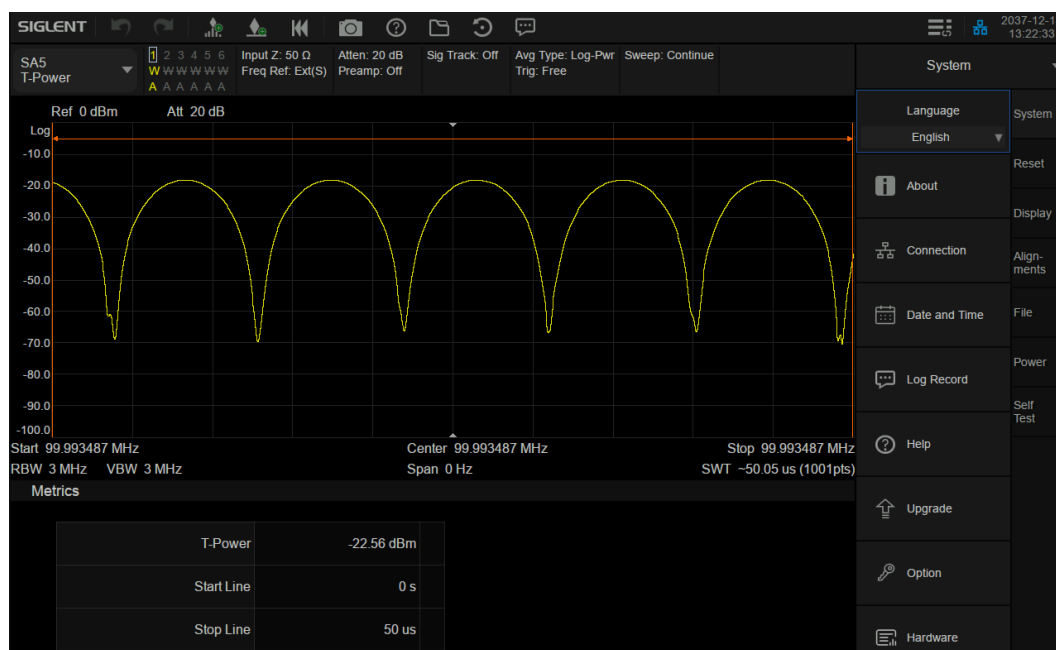 SIGLENT
2037-12-1
13:22:33
SA5
T-Power
1 2 3 4 5 6
W W W W W W
A A A A A A
Input Z: 50 Ω
Freq Ref: Ext(S)
Atten: 20 dB
Preamp: Off
Sig Track: Off
Avg Type: Log-Pwr
Trig: Free
Sweep: Continue
Ref 0 dBm
Att 20 dB
Log
-10.0
-20.0
-30.0
-40.0
-50.0
-60.0
-70.0
-80.0
-90.0
-100.0
Start 99.993487 MHz
Center 99.993487 MHz
Stop 99.993487 MHz
RBW 3 MHz
VBW 3 MHz
Span 0 Hz
SWT ~50.05 us (1001pts)
Metrics
T-Power -22.56 dBm
Start Line 0 s
Stop Line 50 us
System
Language
English
About
Connection
Date and Time
Log Record
Help
Upgrade
Option
Hardware
System
Reset
Display
Align-
ments
File
Power
Self
Test